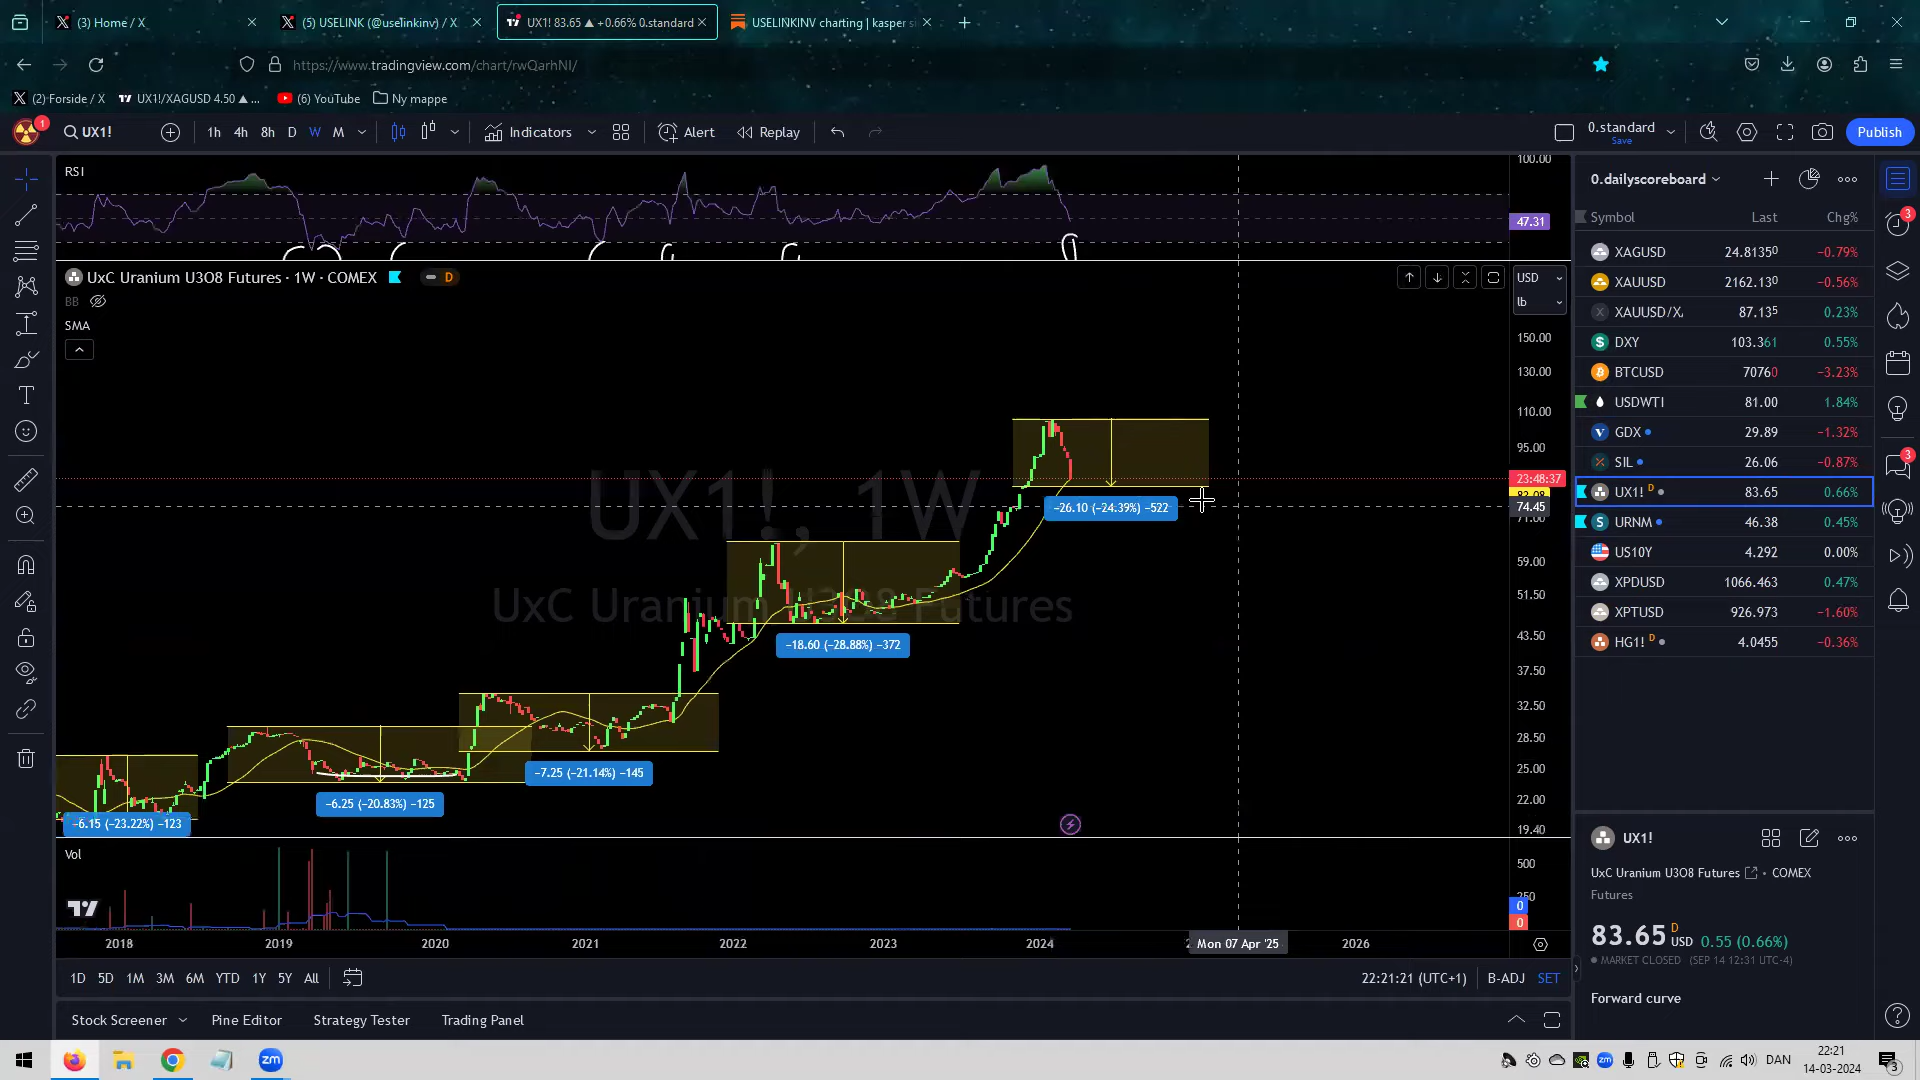 (3) Home / X
(5) USELINK (@uselinkinv) / X
UX1! 83.65 ▲ +0.66% 0.standard
USELINKINV charting | kasper s
https://www.tradingview.com/chart/rwQarhNI/
(2) Forside / X
UX1!/XAGUSD 4.50 ▲...
(6) YouTube
Ny mappe
1
UX1!
1h 4h 8h D W M
Indicators
Alert
Replay
0.standard
Save
Publish
RSI
100.00
47.31
UxC Uranium U3O8 Futures · 1W · COMEX
D
BB
SMA
USD
lb
UX1!, 1W
UxC Uranium U3O8 Futures
150.00
130.00
110.00
95.00
23:48:37
83.08
74.45
71.00
59.00
51.50
43.50
37.50
32.50
28.50
25.00
22.00
19.40
−26.10 (−24.39%) −522
−18.60 (−28.88%) −372
−7.25 (−21.14%) −145
−6.25 (−20.83%) −125
−6.15 (−23.22%) −123
Vol
500
250
0
0
2018 2019 2020 2021 2022 2023 2024 Mon 07 Apr '25 2026
1D 5D 1M 3M 6M YTD 1Y 5Y All
22:21:21 (UTC+1)
B-ADJ
SET
Stock Screener
Pine Editor
Strategy Tester
Trading Panel
0.dailyscoreboard
Symbol Last Chg%
XAGUSD 24.8135⁰ −0.79%
XAUUSD 2162.13⁰ −0.56%
XAUUSD/X 87.13⁵ 0.23%
DXY 103.361 0.55%
BTCUSD 70760 −3.23%
USDWTI 81.00 1.84%
GDX 29.89 −1.32%
SIL 26.06 −0.87%
UX1! D 83.65 0.66%
URNM 46.38 0.45%
US10Y 4.292 0.00%
XPDUSD 1066.463 0.47%
XPTUSD 926.973 −1.60%
HG1! D 4.0455 −0.36%
3
3
UX1!
UxC Uranium U3O8 Futures • COMEX
Futures
83.65 D USD 0.55 (0.66%)
MARKET CLOSED (SEP 14 12:31 UTC-4)
Forward curve
zm
zm
DAN
22:21
14-03-2024
3